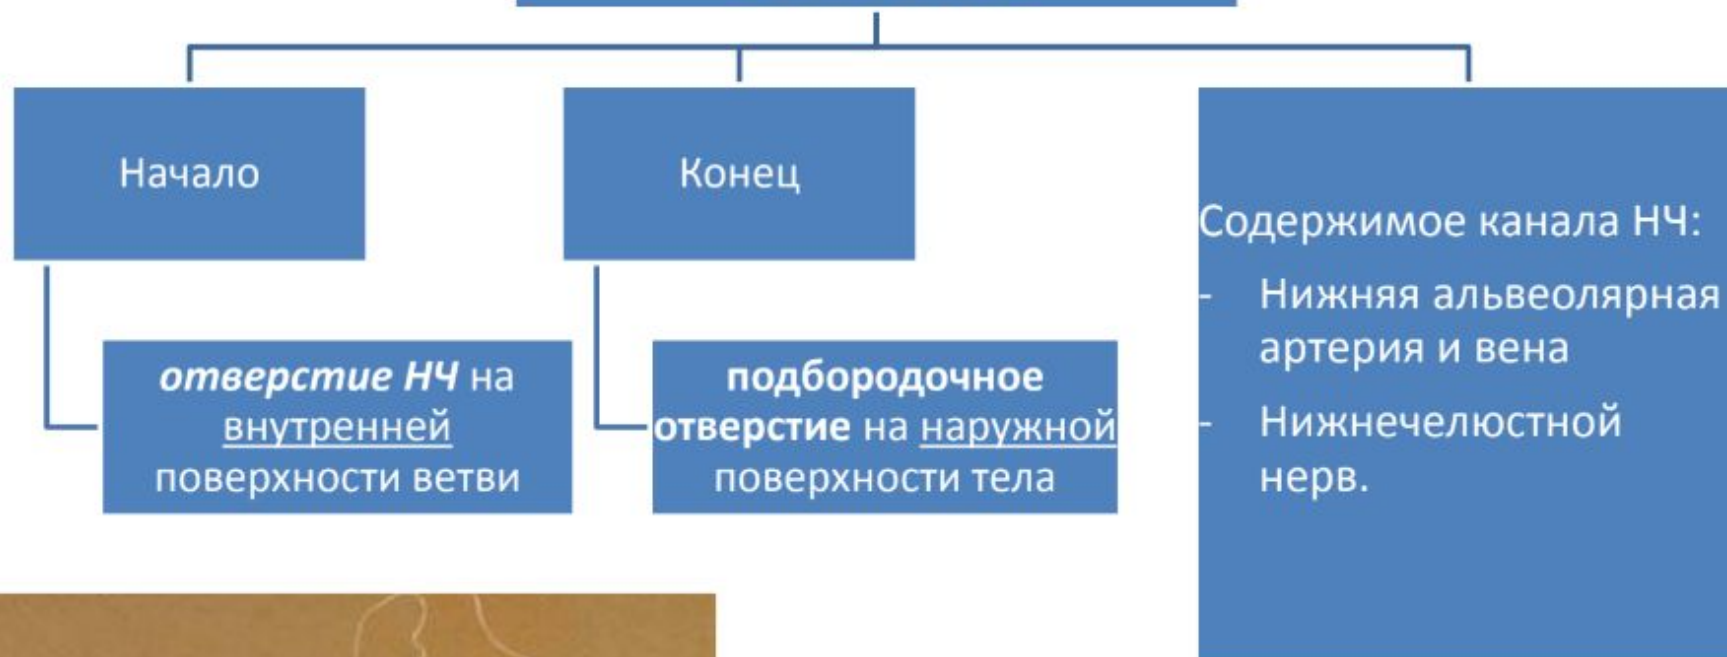 Начало
отверстие НЧ на
внутренней
поверхности ветви
Конец
подбородочное
отверстие на наружной
поверхности тела
Содержимое канала НЧ:
- Нижняя альвеолярная
артерия и вена
- Нижнечелюстной
нерв.